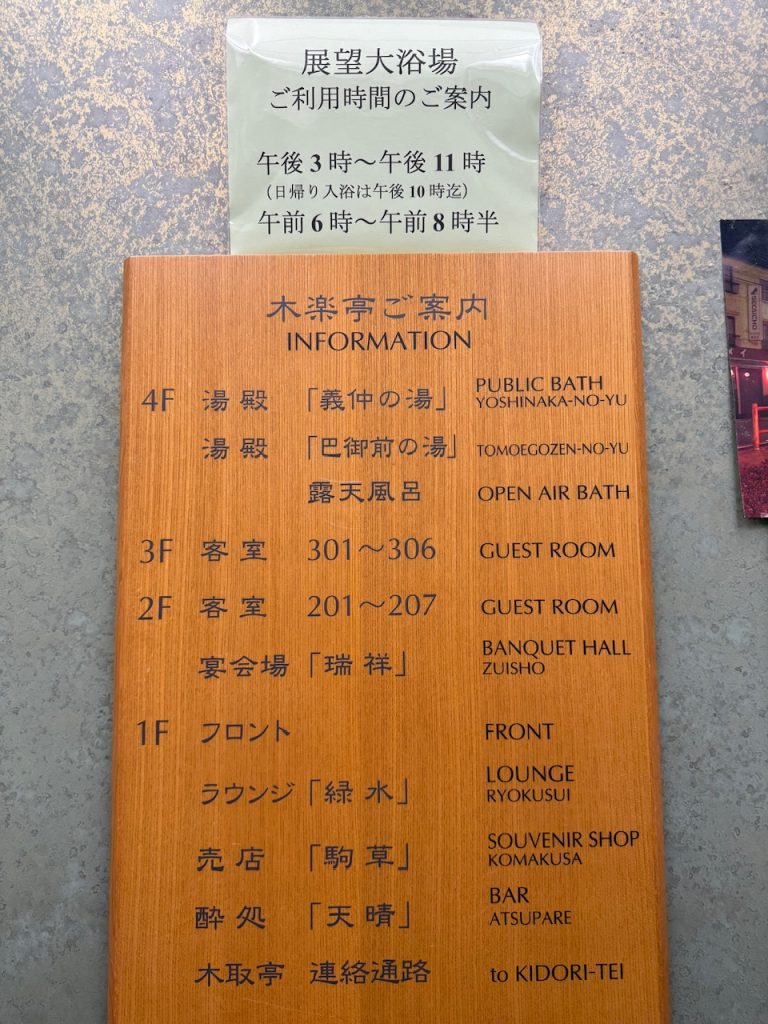 展望大浴場
ご利用時間のご案内
午後3時～午後11時
（日帰り入浴は午後10時迄）
午前6時～午前8時半
木楽亭ご案内
INFORMATION
4F 湯殿 「義仲の湯」 PUBLIC BATH
YOSHINAKA-NO-YU
湯殿 「巴御前の湯」 TOMOEGOZEN-NO-YU
露天風呂 OPEN AIR BATH
3F 客室 301～306 GUEST ROOM
2F 客室 201～207 GUEST ROOM
宴会場 「瑞祥」 BANQUET HALL
ZUISHO
1F フロント FRONT
ラウンジ 「緑水」 LOUNGE
RYOKUSUI
売店 「駒草」 SOUVENIR SHOP
KOMAKUSA
酔処 「天晴」 BAR
ATSUPARE
木取亭 連絡通路 to KIDORI-TEI